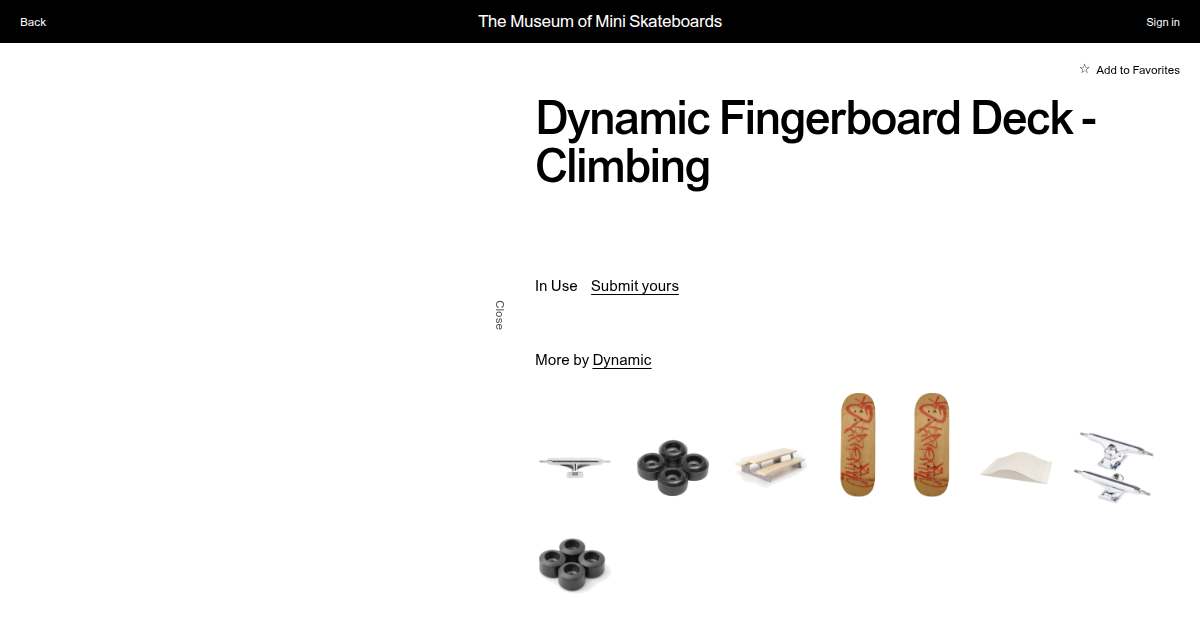 Back
The Museum of Mini Skateboards
Sign in
☆ Add to Favorites
Dynamic Fingerboard Deck -
Climbing
In Use Submit yours
Close
More by Dynamic